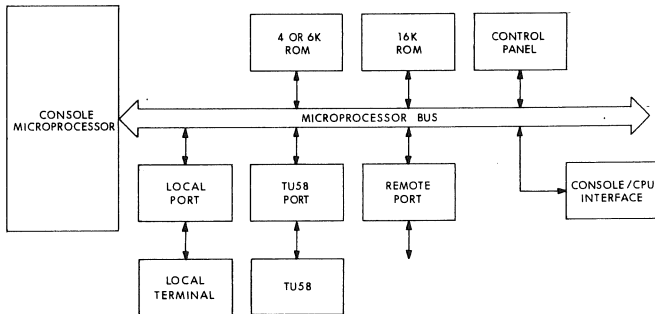 4 OR 6K
ROM
16K
ROM
CONTROL
PANEL
CONSOLE
MICROPROCESSOR
MICROPROCESSOR BUS
LOCAL
PORT
TU58
PORT
REMOTE
PORT
CONSOLE/CPU
INTERFACE
LOCAL
TERMINAL
TU58